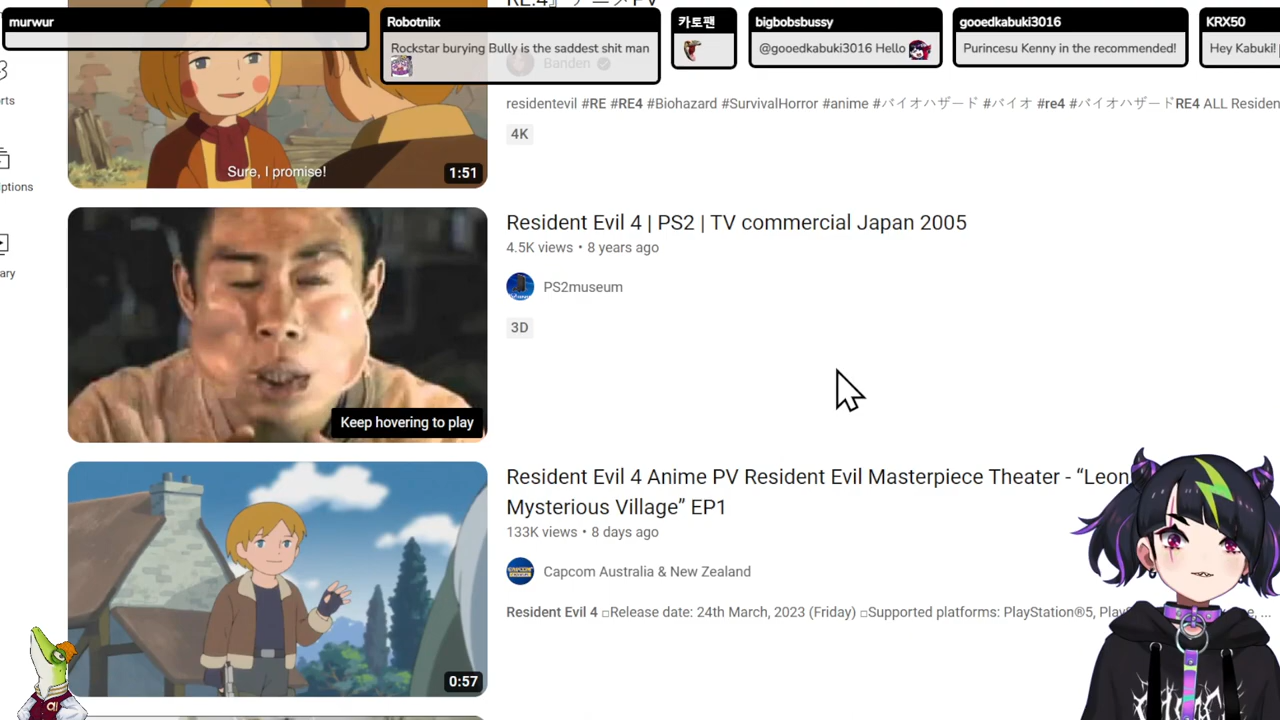 murwur
Robotniix
Rockstar burying Bully is the saddest shit man
카토팬
bigbobsbussy
@gooedkabuki3016 Hello
gooedkabuki3016
Purincesu Kenny in the recommended!
KRX50
Hey Kabuki!
Banden
rts
residentevil #RE #RE4 #Biohazard #SurvivalHorror #anime #バイオハザード #バイオ #re4 #バイオハザードRE4 ALL Residen
4K
Sure, I promise!
1:51
iptions
Resident Evil 4 | PS2 | TV commercial Japan 2005
4.5K views • 8 years ago
ary
PS2museum
3D
Keep hovering to play
Resident Evil 4 Anime PV Resident Evil Masterpiece Theater - “Leon
Mysterious Village” EP1
133K views • 8 days ago
Capcom Australia & New Zealand
Resident Evil 4 □Release date: 24th March, 2023 (Friday) □Supported platforms: PlayStation®5, Play
0:57